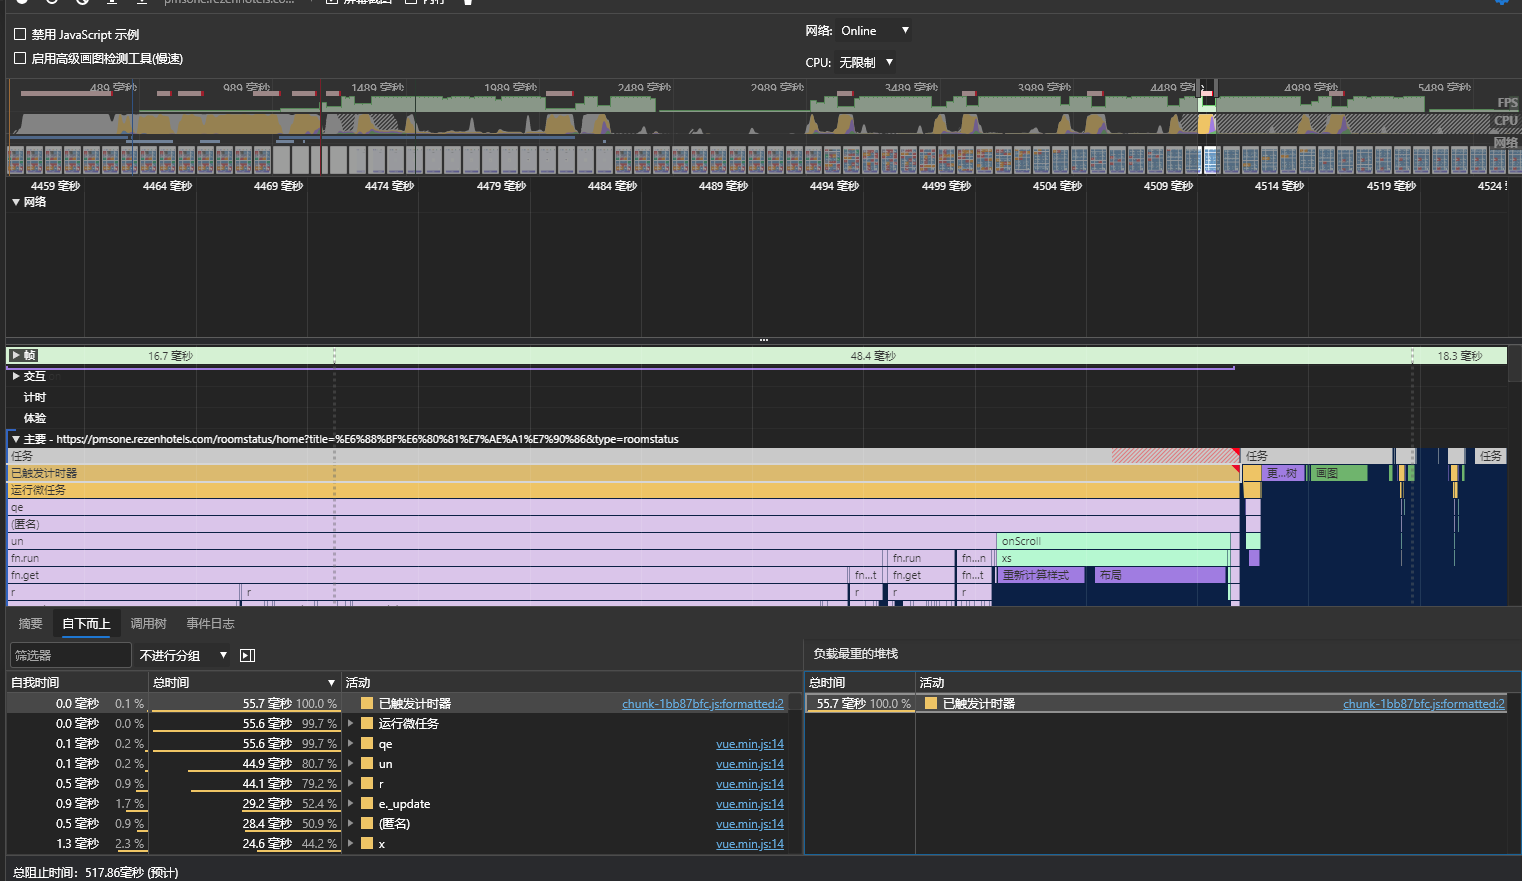 pmsone.rezenhotels.co... 屏幕截图 内存
禁用 JavaScript 示例
网络: Online
启用高级画图检测工具(慢速)
CPU: 无限制
489 毫秒 989 毫秒 1489 毫秒 1989 毫秒 2489 毫秒 2989 毫秒 3489 毫秒 3989 毫秒 4489 毫秒 4989 毫秒 5489 毫秒
FPS
CPU
网络
4459 毫秒 4464 毫秒 4469 毫秒 4474 毫秒 4479 毫秒 4484 毫秒 4489 毫秒 4494 毫秒 4499 毫秒 4504 毫秒 4509 毫秒 4514 毫秒 4519 毫秒 4524
网络
...
帧 16.7 毫秒 48.4 毫秒 18.3 毫秒
交互
计时
体验
主要 - https://pmsone.rezenhotels.com/roomstatus/home?title=%E6%88%BF%E6%80%81%E7%AE%A1%E7%90%86&type=roomstatus
任务 任务 任务
已触发计时器 更...树 画图
运行微任务
qe
(匿名)
un onScroll
fn.run fn.run fn...n xs
fn.get fn...t fn.get fn...t 重新计算样式 布局
r r r r r
摘要 自下而上 调用树 事件日志
筛选器 不进行分组
负载最重的堆栈
自我时间 总时间 活动
总时间 活动
0.0 毫秒 0.1 % 55.7 毫秒 100.0 % 已触发计时器 chunk-1bb87bfc.js:formatted:2
55.7 毫秒 100.0 % 已触发计时器 chunk-1bb87bfc.js:formatted:2
0.0 毫秒 0.0 % 55.6 毫秒 99.7 % 运行微任务
0.1 毫秒 0.2 % 55.6 毫秒 99.7 % qe vue.min.js:14
0.1 毫秒 0.2 % 44.9 毫秒 80.7 % un vue.min.js:14
0.5 毫秒 0.9 % 44.1 毫秒 79.2 % r vue.min.js:14
0.9 毫秒 1.7 % 29.2 毫秒 52.4 % e._update vue.min.js:14
0.5 毫秒 0.9 % 28.4 毫秒 50.9 % (匿名) vue.min.js:14
1.3 毫秒 2.3 % 24.6 毫秒 44.2 % x vue.min.js:14
总阻止时间: 517.86毫秒 (预计)